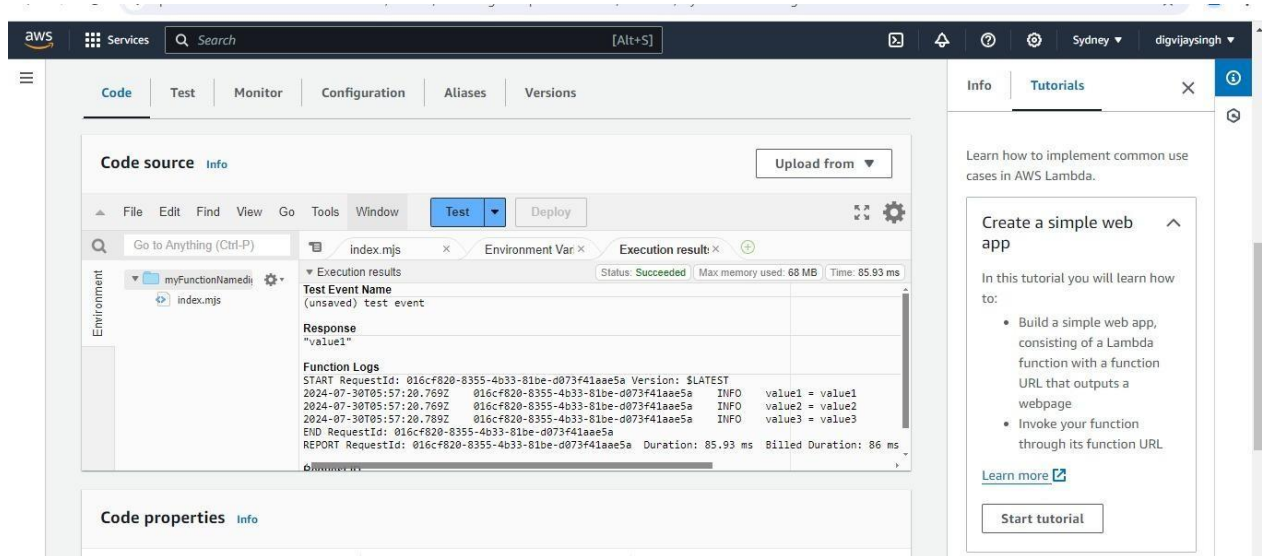 aws Services Search [Alt+S] Sydney digvijaysingh
Code Test Monitor Configuration Aliases Versions
Code source Info
Upload from
File Edit Find View Go Tools Window Test Deploy
Go to Anything (Ctrl-P)
Environment
myFunctionNamedi
index.mjs
index.mjs Environment Var Execution results
Execution results
Status: Succeeded Max memory used: 68 MB Time: 85.93 ms
Test Event Name
(unsaved) test event
Response
"value1"
Function Logs
START RequestId: 016cf820-8355-4b33-81be-d073f41aae5a Version: $LATEST
2024-07-30T05:57:20.769Z 016cf820-8355-4b33-81be-d073f41aae5a INFO value1 = value1
2024-07-30T05:57:20.769Z 016cf820-8355-4b33-81be-d073f41aae5a INFO value2 = value2
2024-07-30T05:57:20.789Z 016cf820-8355-4b33-81be-d073f41aae5a INFO value3 = value3
END RequestId: 016cf820-8355-4b33-81be-d073f41aae5a
REPORT RequestId: 016cf820-8355-4b33-81be-d073f41aae5a Duration: 85.93 ms Billed Duration: 86 ms
Code properties Info
Info Tutorials
Learn how to implement common use
cases in AWS Lambda.
Create a simple web
app
In this tutorial you will learn how
to:
• Build a simple web app,
consisting of a Lambda
function with a function
URL that outputs a
webpage
• Invoke your function
through its function URL
Learn more
Start tutorial